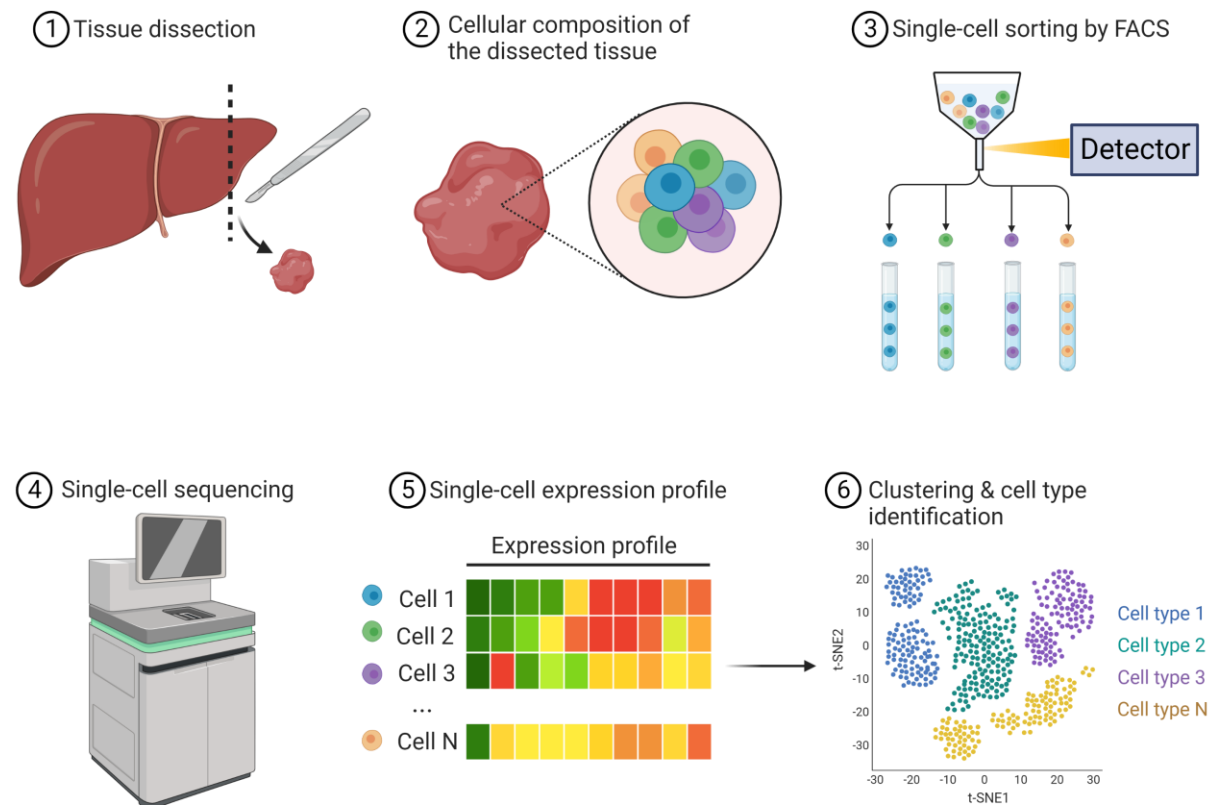 1 Tissue dissection
2 Cellular composition of
the dissected tissue
3 Single-cell sorting by FACS
Detector
4 Single-cell sequencing
5 Single-cell expression profile
Expression profile
Cell 1
Cell 2
Cell 3
...
Cell N
6 Clustering & cell type
identification
30
20
10
0
-10
-20
-30
t-SNE2
-30 -20 -10 0 10 20 30
t-SNE1
Cell type 1
Cell type 2
Cell type 3
Cell type N